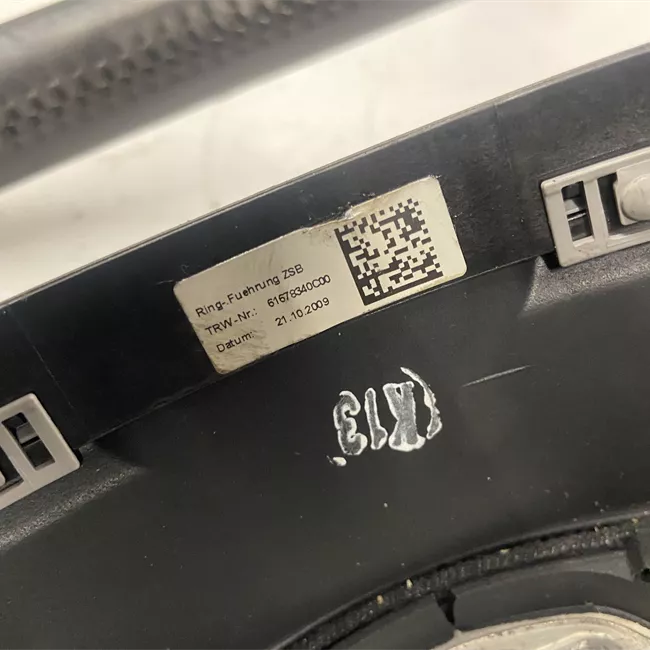 Ring-.Fuehrung ZSB
TRW-Nr.: 61678340C00
Datum: 21.10.2009
(K13